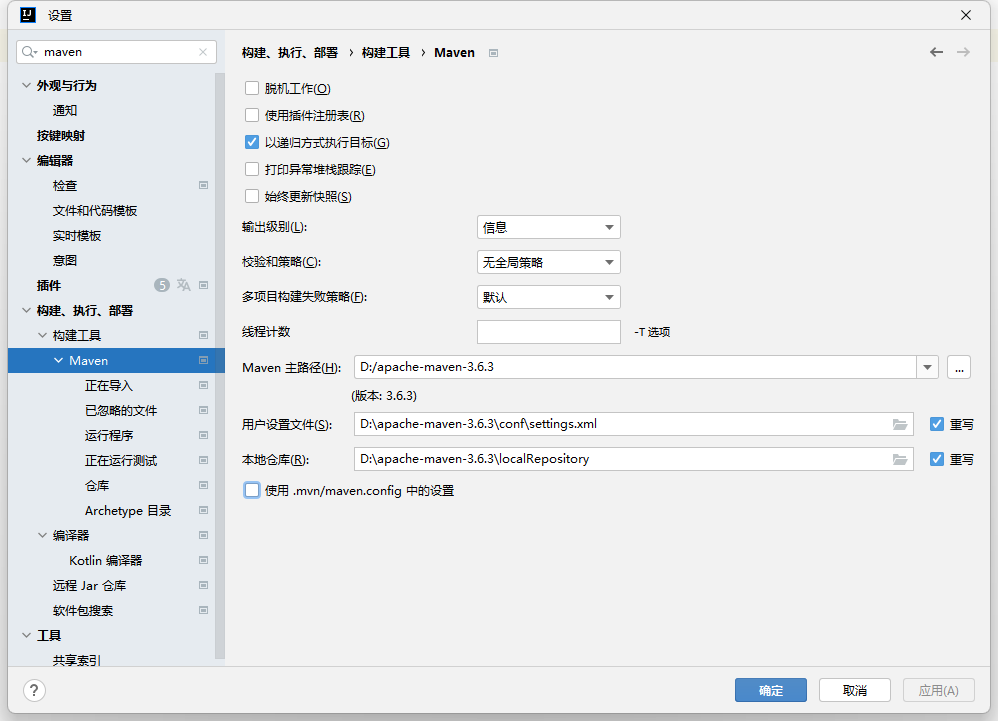 设置
maven
外观与行为
通知
按键映射
编辑器
检查
文件和代码模板
实时模板
意图
插件 5
构建、执行、部署
构建工具
Maven
正在导入
已忽略的文件
运行程序
正在运行测试
仓库
Archetype 目录
编译器
Kotlin 编译器
远程 Jar 仓库
软件包搜索
工具
共享索引
构建、执行、部署 › 构建工具 › Maven
脱机工作(O)
使用插件注册表(R)
以递归方式执行目标(G)
打印异常堆栈跟踪(E)
始终更新快照(S)
输出级别(L): 信息
校验和策略(C): 无全局策略
多项目构建失败策略(F): 默认
线程计数 -T 选项
Maven 主路径(H): D:/apache-maven-3.6.3 ...
(版本: 3.6.3)
用户设置文件(S): D:\apache-maven-3.6.3\conf\settings.xml 重写
本地仓库(R): D:\apache-maven-3.6.3\localRepository 重写
使用 .mvn/maven.config 中的设置
? 确定 取消 应用(A)